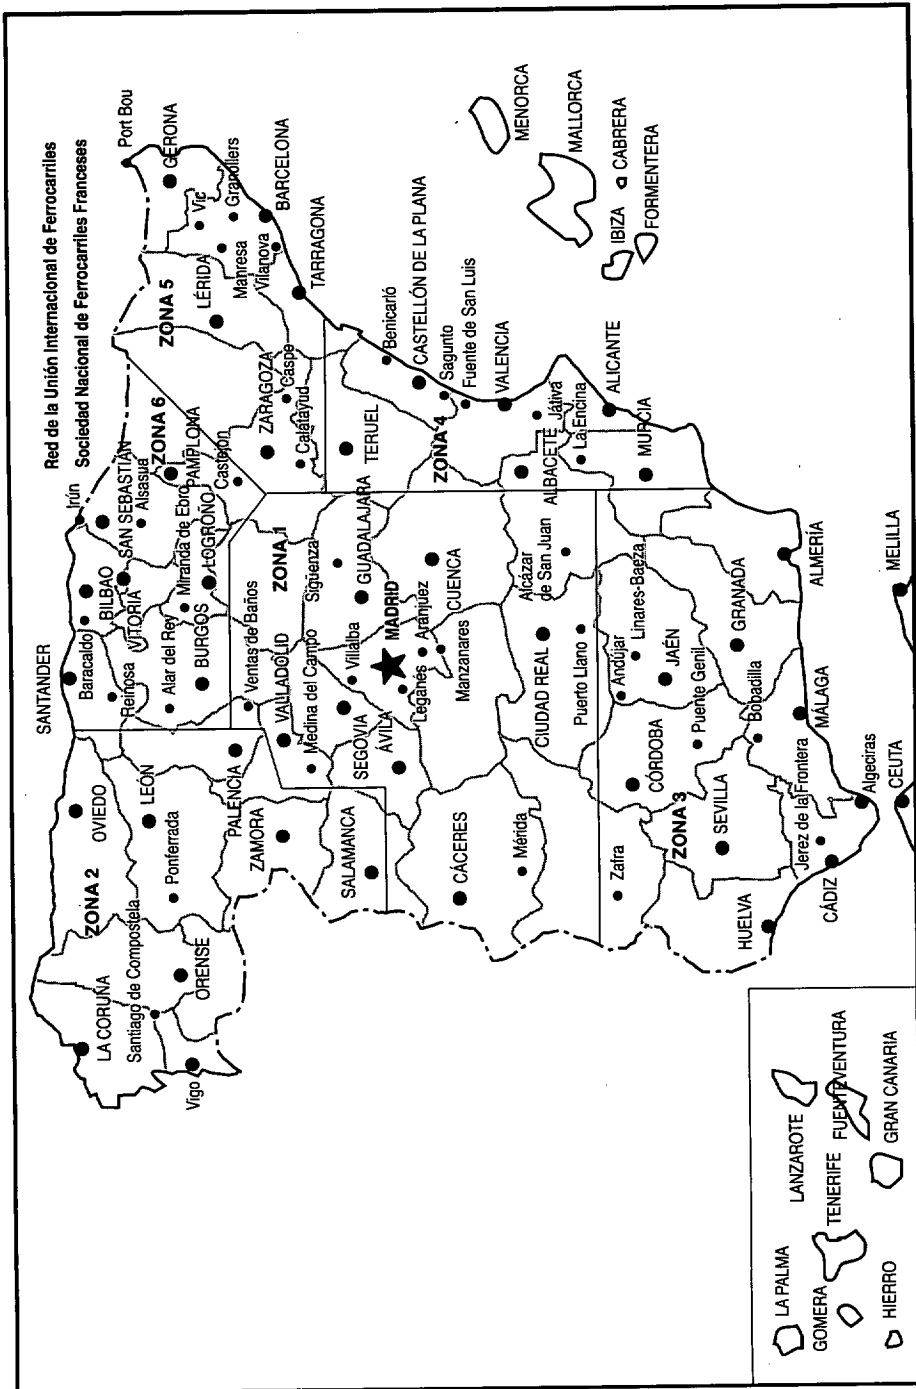 Red de la Unión Internacional de Ferrocarriles
Sociedad Nacional de Ferrocarriles Franceses
SANTANDER
LA CORUÑA
Santiago de Compostela
Vigo
ORENSE
ZONA 2
OVIEDO
LEÓN
Ponferrada
PALENCIA
ZAMORA
SALAMANCA
Baracaldo
BILBAO
Irún
SAN SEBASTIÁN
Alsasua
VITORIA
Reinosa
Miranda de Ebro
Alar del Rey
LOGROÑO
BURGOS
ZONA 6
PAMPLONA
Castejón
ZONA 5
Port Bou
GERONA
Vic
Granollers
LÉRIDA
Manresa
Vilanova
BARCELONA
TARRAGONA
ZARAGOZA
Caspe
Calatayud
Ventas de Baños
VALLADOLID
ZONA 1
Medina del Campo
Sigüenza
SEGOVIA
Villalba
GUADALAJARA
ÁVILA
MADRID
Leganés
Aranjuez
CUENCA
Manzanares
Alcázar
de San Juan
CIUDAD REAL
Puerto Llano
CÁCERES
Mérida
TERUEL
Benicarló
CASTELLÓN DE LA PLANA
ZONA 4
Sagunto
Fuente de San Luis
VALENCIA
ALBACETE
Játiva
La Encina
ALICANTE
MURCIA
MENORCA
MALLORCA
IBIZA
CABRERA
FORMENTERA
Zafra
CÓRDOBA
Andújar
Linares-Baeza
JAÉN
ZONA 3
Puente Genil
SEVILLA
GRANADA
Bobadilla
HUELVA
Jerez de la Frontera
MÁLAGA
ALMERÍA
CÁDIZ
Algeciras
CEUTA
MELILLA
LA PALMA
LANZAROTE
GOMERA
TENERIFE
FUENTEVENTURA
HIERRO
GRAN CANARIA